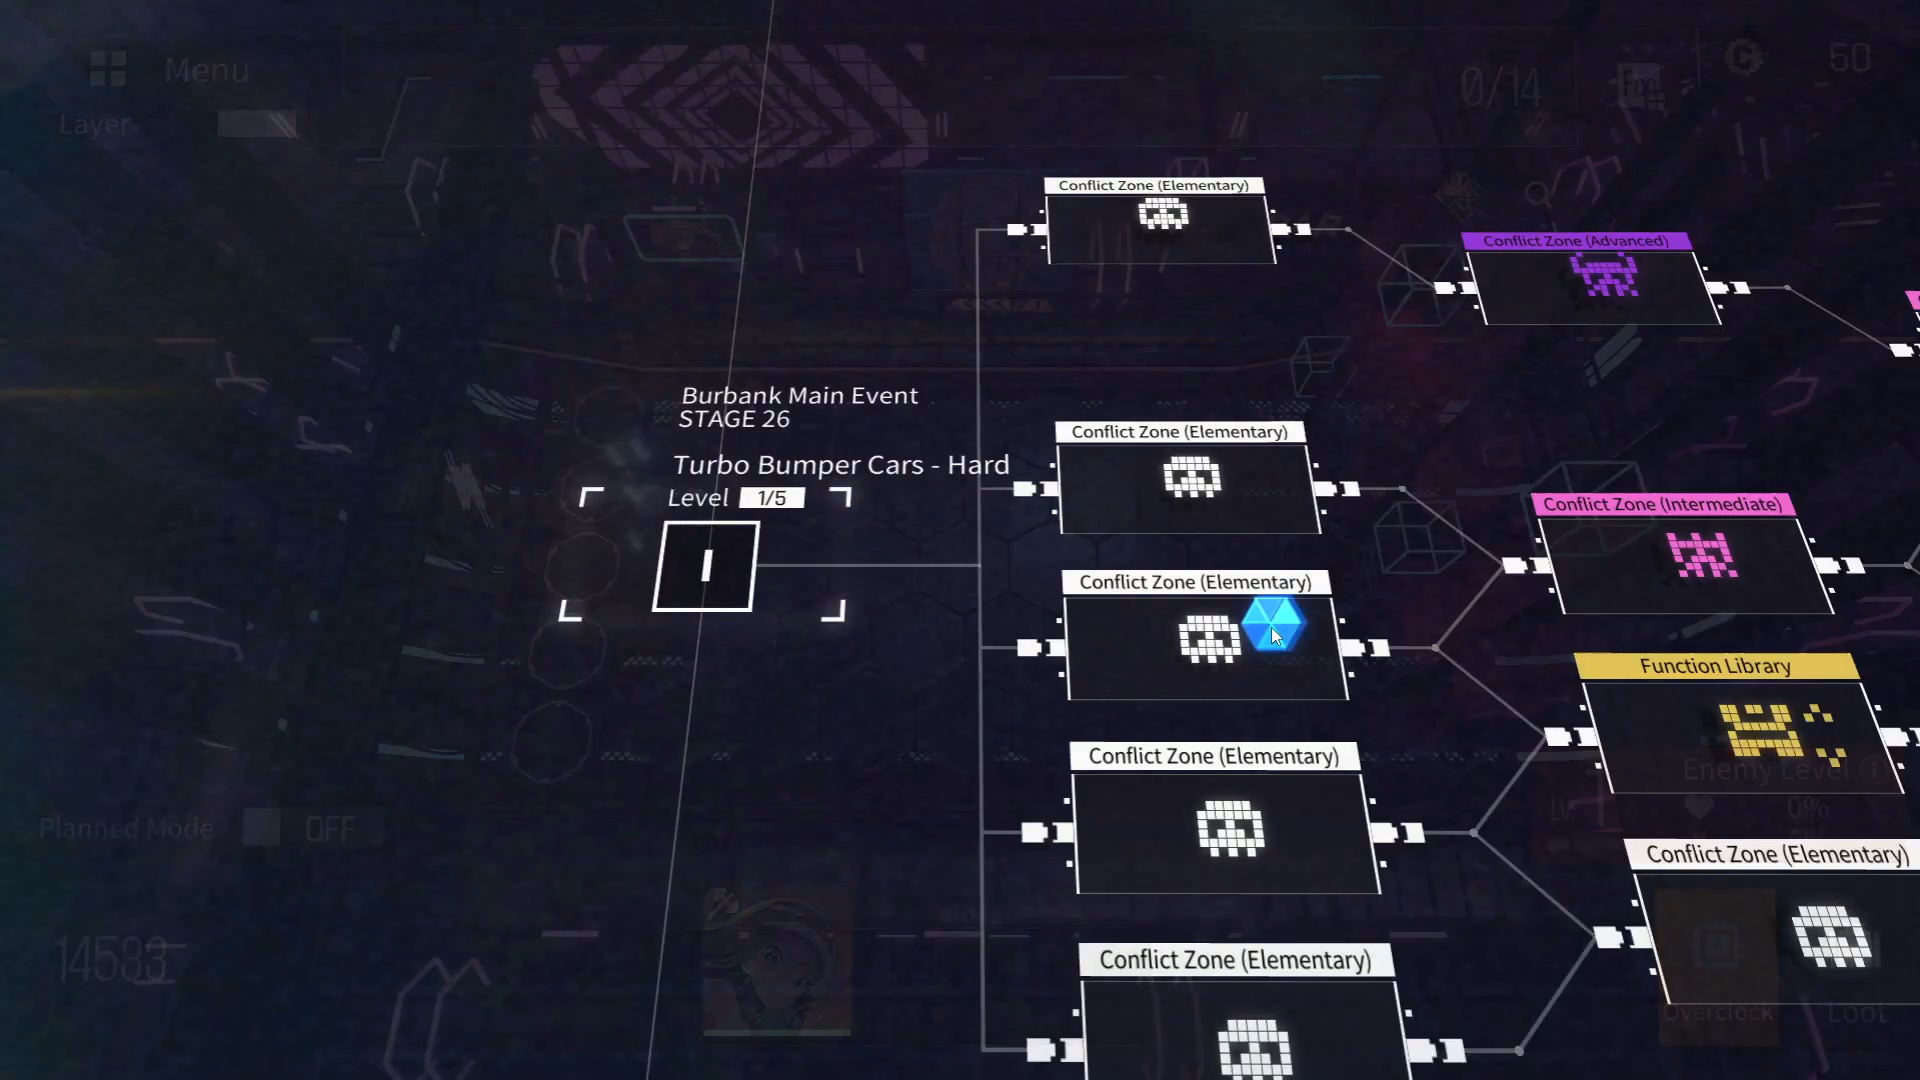 Menu
Layer
0/14
50
Conflict Zone (Elementary)
Conflict Zone (Advanced)
Burbank Main Event
STAGE 26
Turbo Bumper Cars - Hard
Level 1/5
Conflict Zone (Elementary)
Conflict Zone (Intermediate)
Conflict Zone (Elementary)
Function Library
Conflict Zone (Elementary)
Enemy Level
LV.
0%
Planned Mode OFF
Conflict Zone (Elementary)
14533
Conflict Zone (Elementary)
Overclock
Loot